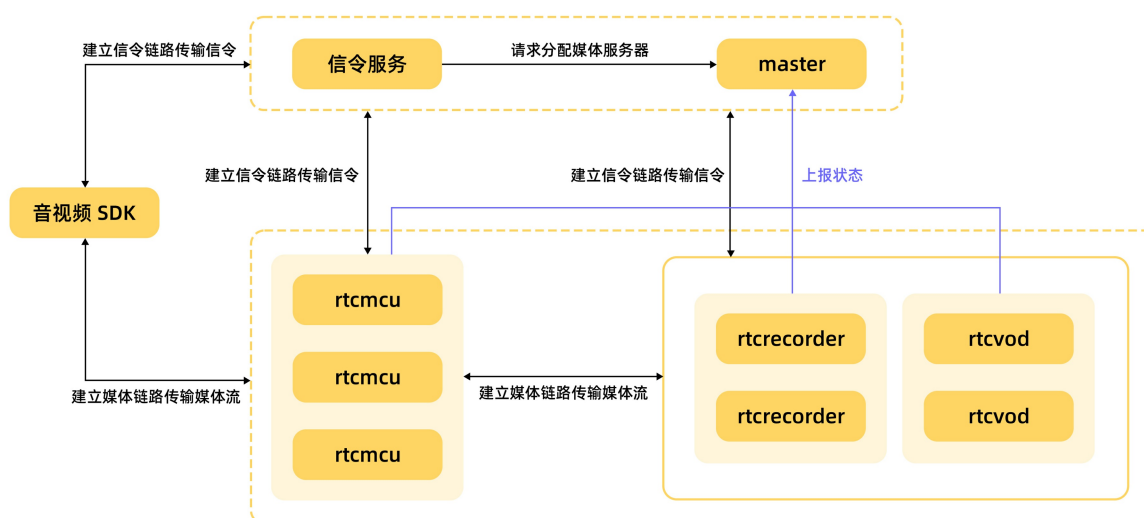 建立信令链路传输信令
信令服务
请求分配媒体服务器
master
建立信令链路传输信令
建立信令链路传输信令
上报状态
音视频 SDK
rtcmcu
rtcmcu
rtcmcu
建立媒体链路传输媒体流
建立媒体链路传输媒体流
rtcrecorder
rtcrecorder
rtcvod
rtcvod